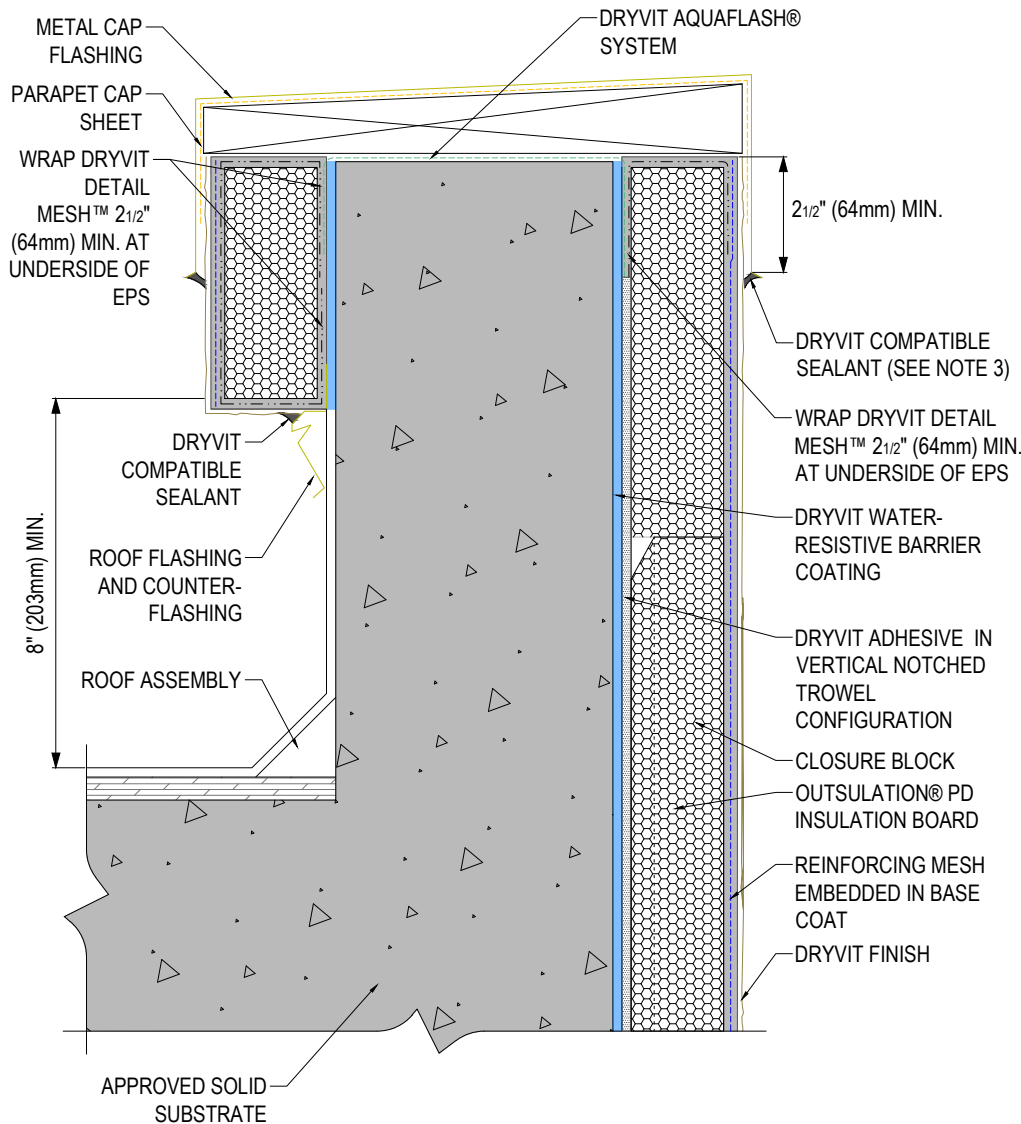 METAL CAP
FLASHING
PARAPET CAP
SHEET
WRAP DRYVIT
DETAIL
MESH™ 21/2"
(64mm) MIN. AT
UNDERSIDE OF
EPS
8" (203mm) MIN.
DRYVIT
COMPATIBLE
SEALANT
ROOF FLASHING
AND COUNTER-
FLASHING
ROOF ASSEMBLY
APPROVED SOLID
SUBSTRATE
DRYVIT AQUAFLASH®
SYSTEM
21/2" (64mm) MIN.
DRYVIT COMPATIBLE
SEALANT (SEE NOTE 3)
WRAP DRYVIT DETAIL
MESH™ 21/2" (64mm) MIN.
AT UNDERSIDE OF EPS
DRYVIT WATER-
RESISTIVE BARRIER
COATING
DRYVIT ADHESIVE IN
VERTICAL NOTCHED
TROWEL
CONFIGURATION
CLOSURE BLOCK
OUTSULATION® PD
INSULATION BOARD
REINFORCING MESH
EMBEDDED IN BASE
COAT
DRYVIT FINISH